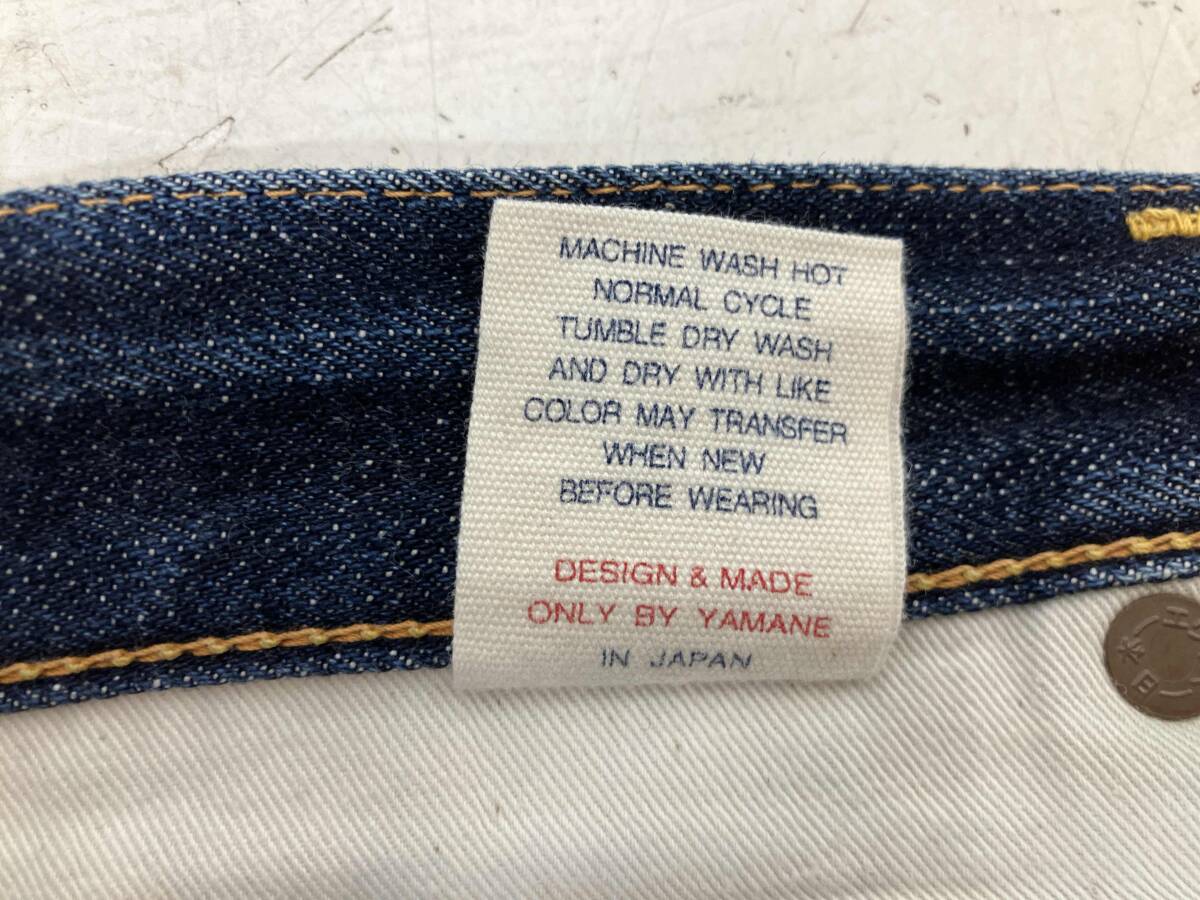 MACHINE WASH HOT
NORMAL CYCLE
TUMBLE DRY WASH
AND DRY WITH LIKE
COLOR MAY TRANSFER
WHEN NEW
BEFORE WEARING
DESIGN & MADE
ONLY BY YAMANE
IN JAPAN